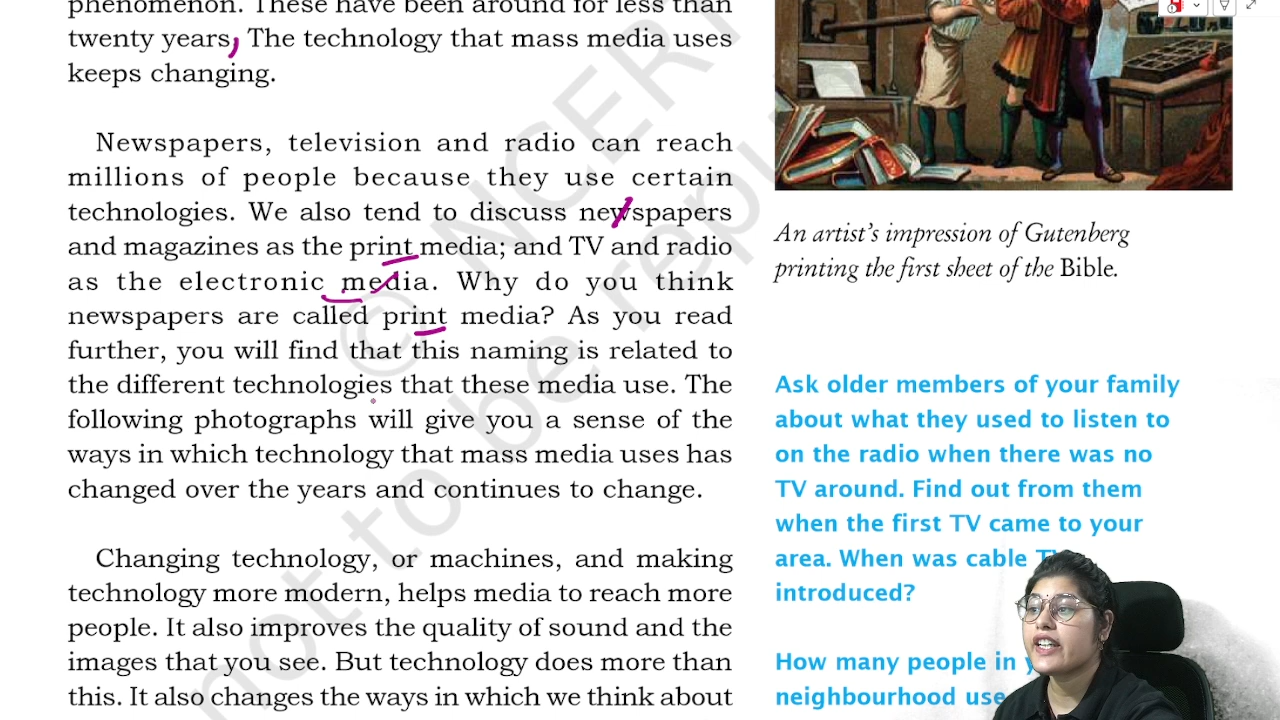 phenomenon. These have been around for less than
twenty years, The technology that mass media uses
keeps changing.
Newspapers, television and radio can reach
millions of people because they use certain
technologies. We also tend to discuss newspapers
and magazines as the print media; and TV and radio
as the electronic media. Why do you think
newspapers are called print media? As you read
further, you will find that this naming is related to
the different technologies that these media use. The
following photographs will give you a sense of the
ways in which technology that mass media uses has
changed over the years and continues to change.
Changing technology, or machines, and making
technology more modern, helps media to reach more
people. It also improves the quality of sound and the
images that you see. But technology does more than
this. It also changes the ways in which we think about
An artist's impression of Gutenberg
printing the first sheet of the Bible.
Ask older members of your family
about what they used to listen to
on the radio when there was no
TV around. Find out from them
when the first TV came to your
area. When was cable
introduced?
How many people in
neighbourhood use
© NCERT
not to be